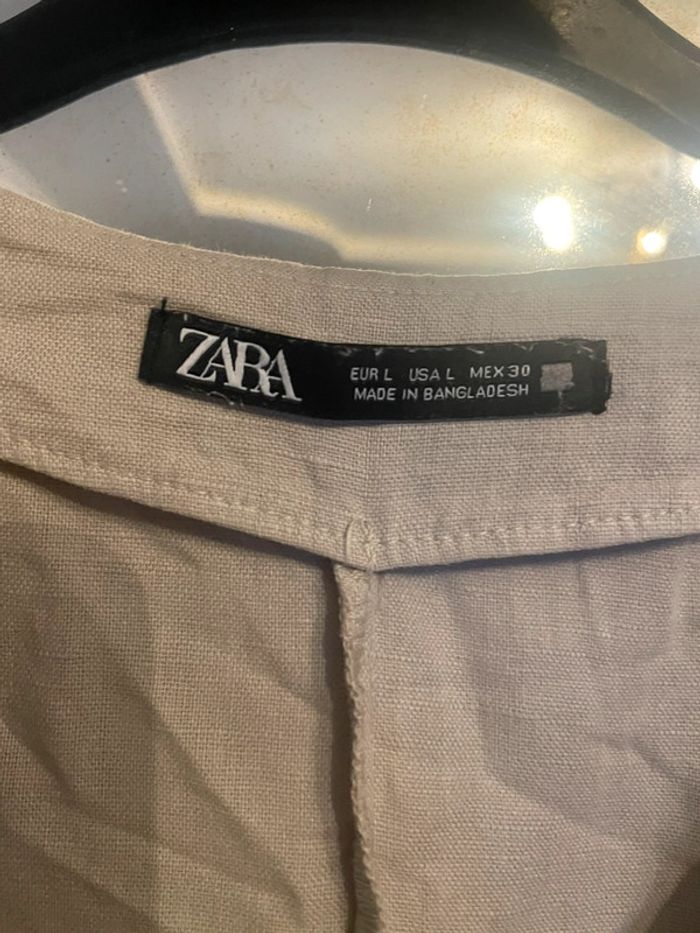 ZARA
EUR L USA L MEX 30
MADE IN BANGLADESH